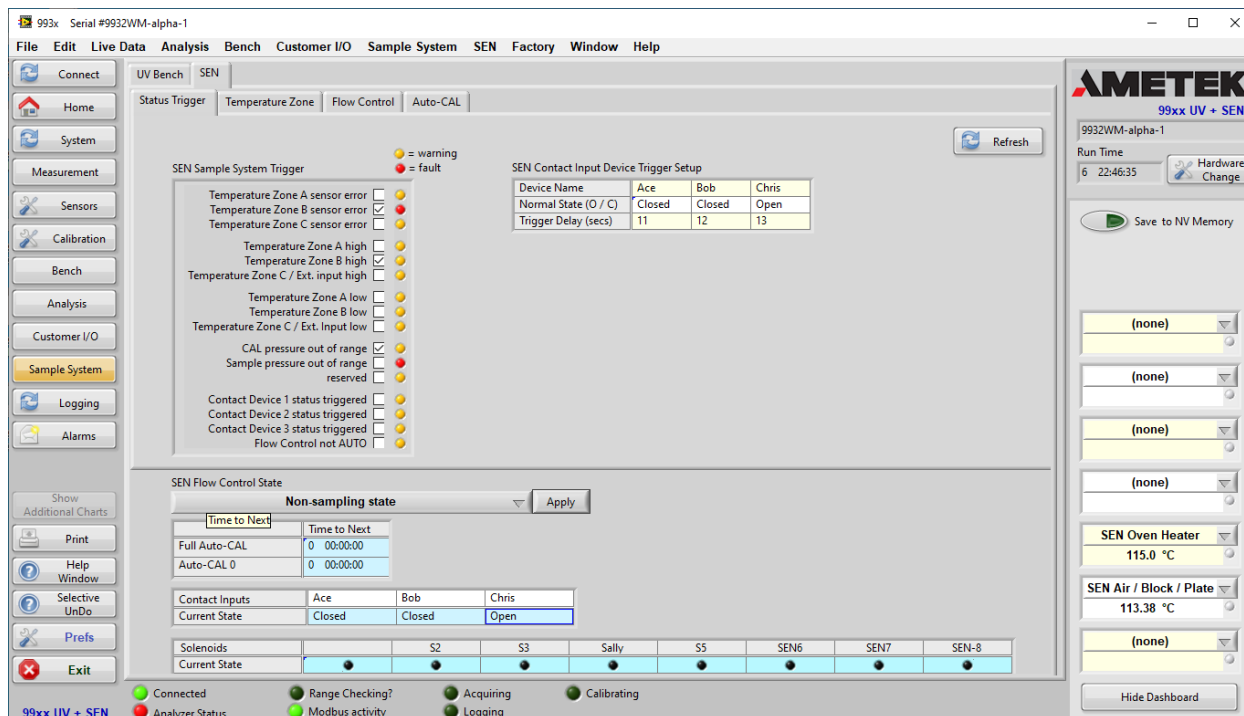 993x Serial #9932WM-alpha-1
File Edit Live Data Analysis Bench Customer I/O Sample System SEN Factory Window Help
Connect
Home
System
Measurement
Sensors
Calibration
Bench
Analysis
Customer I/O
Sample System
Logging
Alarms
Show
Additional Charts
Print
Help
Window
Selective
UnDo
Prefs
Exit
99xx UV + SEN
UV Bench SEN
Status Trigger Temperature Zone Flow Control Auto-CAL
Refresh
= warning
= fault
SEN Sample System Trigger
Temperature Zone A sensor error
Temperature Zone B sensor error
Temperature Zone C sensor error
Temperature Zone A high
Temperature Zone B high
Temperature Zone C / Ext. input high
Temperature Zone A low
Temperature Zone B low
Temperature Zone C / Ext. Input low
CAL pressure out of range
Sample pressure out of range
reserved
Contact Device 1 status triggered
Contact Device 2 status triggered
Contact Device 3 status triggered
Flow Control not AUTO
SEN Contact Input Device Trigger Setup
Device Name Ace Bob Chris
Normal State (O / C) Closed Closed Open
Trigger Delay (secs) 11 12 13
SEN Flow Control State
Non-sampling state Apply
Time to Next
Time to Next
Full Auto-CAL 0 00:00:00
Auto-CAL 0 0 00:00:00
Contact Inputs Ace Bob Chris
Current State Closed Closed Open
Solenoids S2 S3 Sally S5 SEN6 SEN7 SEN-8
Current State
Connected Range Checking? Acquiring Calibrating
Analyzer Status Modbus activity Logging
AMETEK
99xx UV + SEN
9932WM-alpha-1
Run Time
6 22:46:35
Hardware
Change
Save to NV Memory
(none)
(none)
(none)
(none)
SEN Oven Heater
115.0 °C
SEN Air / Block / Plate
113.38 °C
(none)
Hide Dashboard